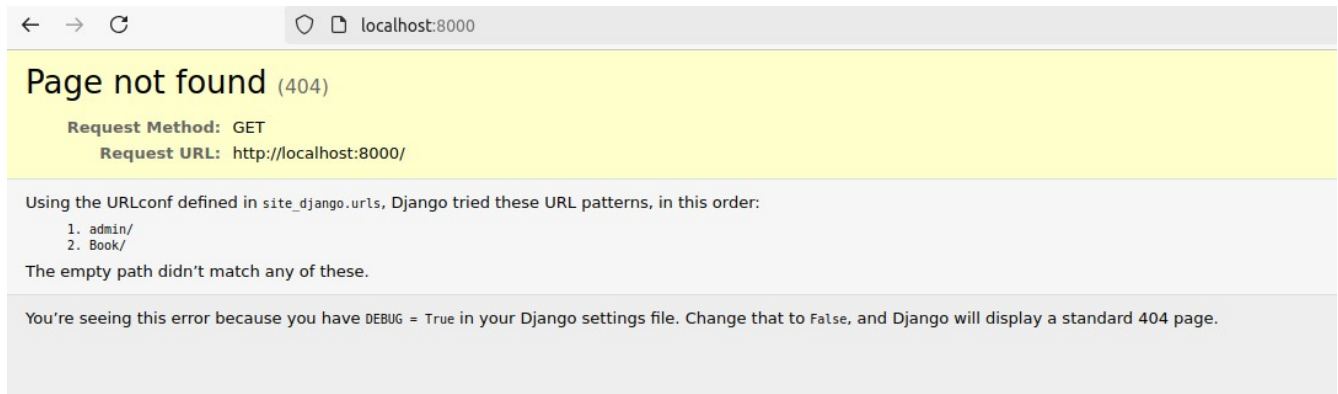 localhost:8000
Page not found (404)
Request Method: GET
Request URL: http://localhost:8000/
Using the URLconf defined in site_django.urls, Django tried these URL patterns, in this order:
1. admin/
2. Book/
The empty path didn’t match any of these.
You’re seeing this error because you have DEBUG = True in your Django settings file. Change that to False, and Django will display a standard 404 page.